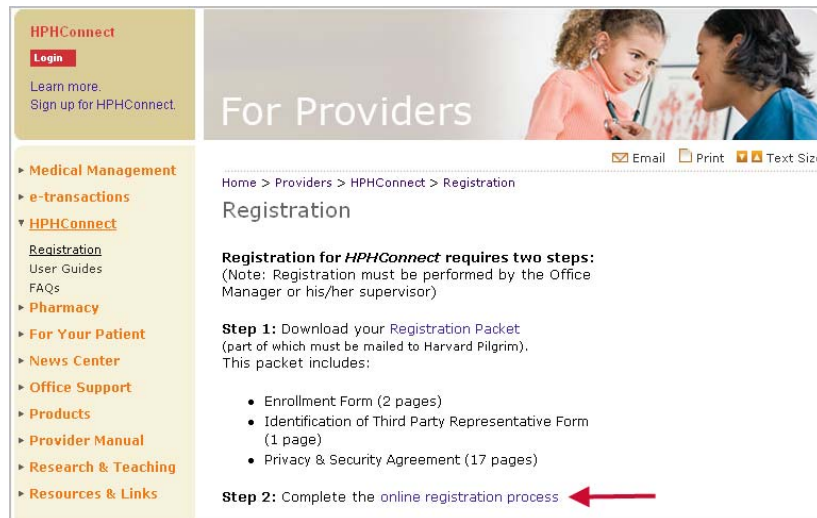 HPHConnect
Login
Learn more.
Sign up for HPHConnect.
For Providers
Email Print Text Size
Medical Management
e-transactions
HPHConnect
Registration
User Guides
FAQs
Pharmacy
For Your Patient
News Center
Office Support
Products
Provider Manual
Research & Teaching
Resources & Links
Home > Providers > HPHConnect > Registration
Registration
Registration for HPHConnect requires two steps:
(Note: Registration must be performed by the Office
Manager or his/her supervisor)
Step 1: Download your Registration Packet
(part of which must be mailed to Harvard Pilgrim).
This packet includes:
• Enrollment Form (2 pages)
• Identification of Third Party Representative Form
(1 page)
• Privacy & Security Agreement (17 pages)
Step 2: Complete the online registration process